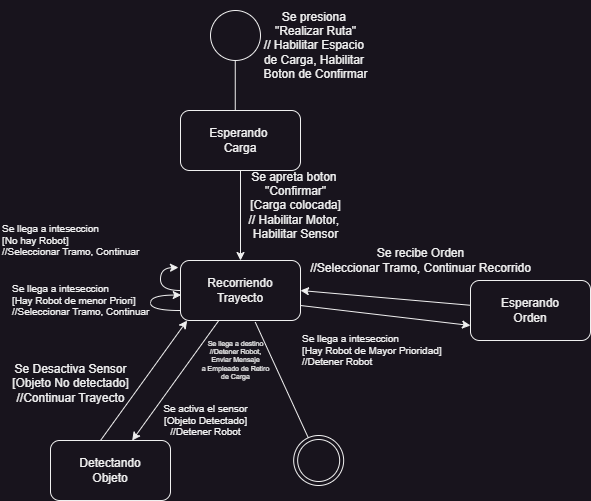 Se presiona
"Realizar Ruta"
// Habilitar Espacio
de Carga, Habilitar
Boton de Confirmar
Esperando
Carga
Se apreta boton
"Confirmar"
[Carga colocada]
// Habilitar Motor,
Habilitar Sensor
Se llega a inteseccion
[No hay Robot]
//Seleccionar Tramo, Continuar
Se recibe Orden
//Seleccionar Tramo, Continuar Recorrido
Recorriendo
Trayecto
Se llega a inteseccion
[Hay Robot de menor Priori]
//Seleccionar Tramo, Continuar
Esperando
Orden
Se llega a inteseccion
[Hay Robot de Mayor Prioridad]
//Detener Robot
Se llega a destino
//Detener Robot,
Enviar Mensaje
a Empleado de Retiro
de Carga
Se Desactiva Sensor
[Objeto No detectado]
//Continuar Trayecto
Se activa el sensor
[Objeto Detectado]
//Detener Robot
Detectando
Objeto